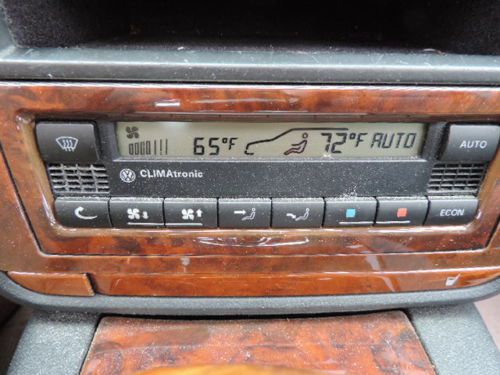 65°F 72°F AUTO
AUTO
CLIMAtronic
ECON